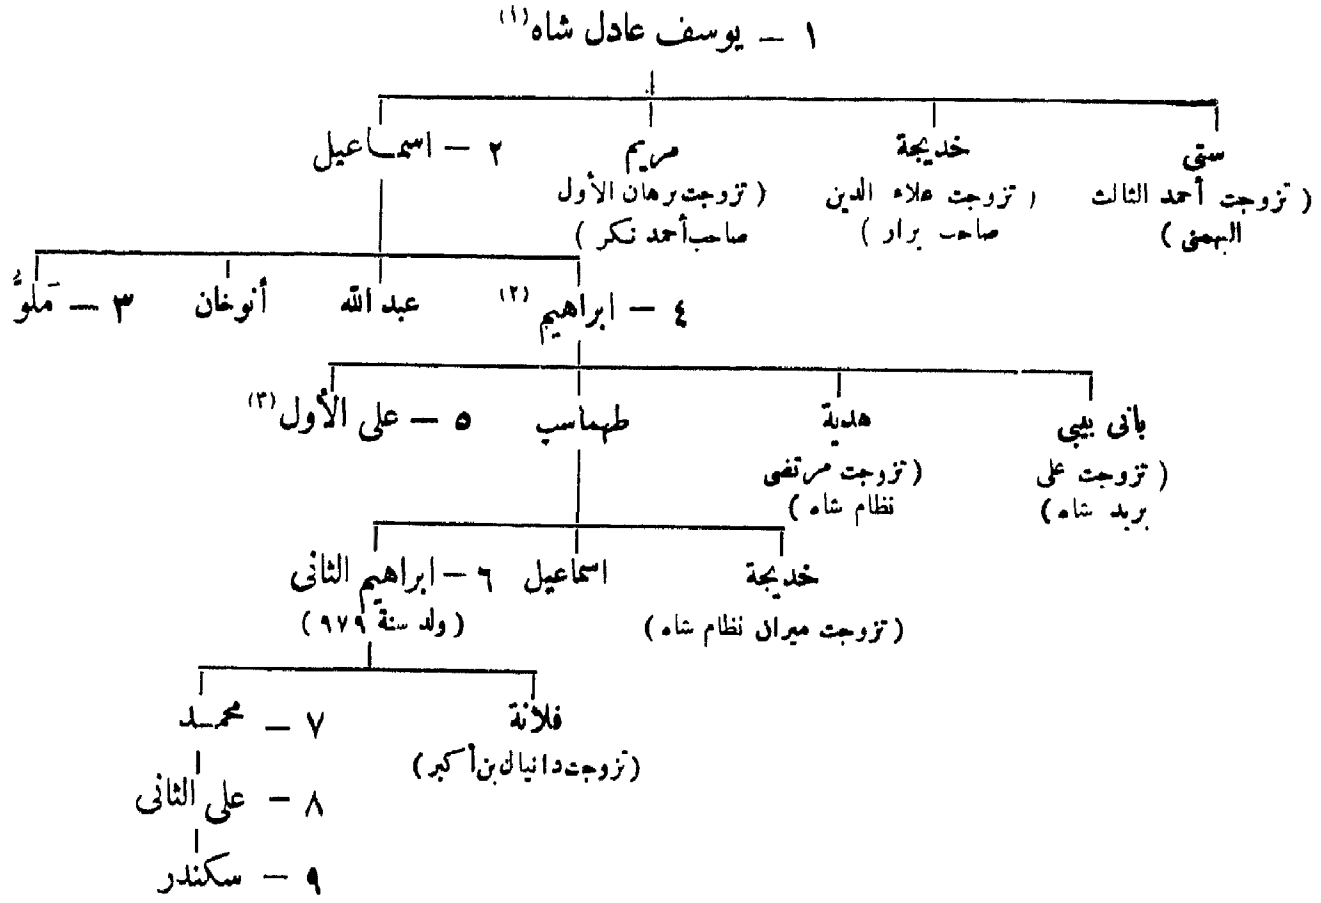 ١ – يوسف عادل شاه (١)
ستى
(تزوجت أحمد الثالث
البهمنى)
خديجة
(تزوجت علاء الدين
صاحب برار)
مريم
(تزوجت برهان الأول
صاحب أحمد نكر)
٢ – اسماعيل
٤ – ابراهيم (٢)
عبد الله
أنوخان
٣ – مَلوُّ
بانى بيبى
(تزوجت على
بريد شاه)
هدية
(تزوجت مرتضى
نظام شاه)
طهماسب
٥ – على الأول (٣)
خديجة
(تزوجت ميران نظام شاه)
اسماعيل
٦ – ابراهيم الثانى
(ولد سنة ٩٧٩)
فلانة
(تزوجت دانيال بن أكبر)
٧ – محمد
٨ – على الثانى
٩ – سكندر